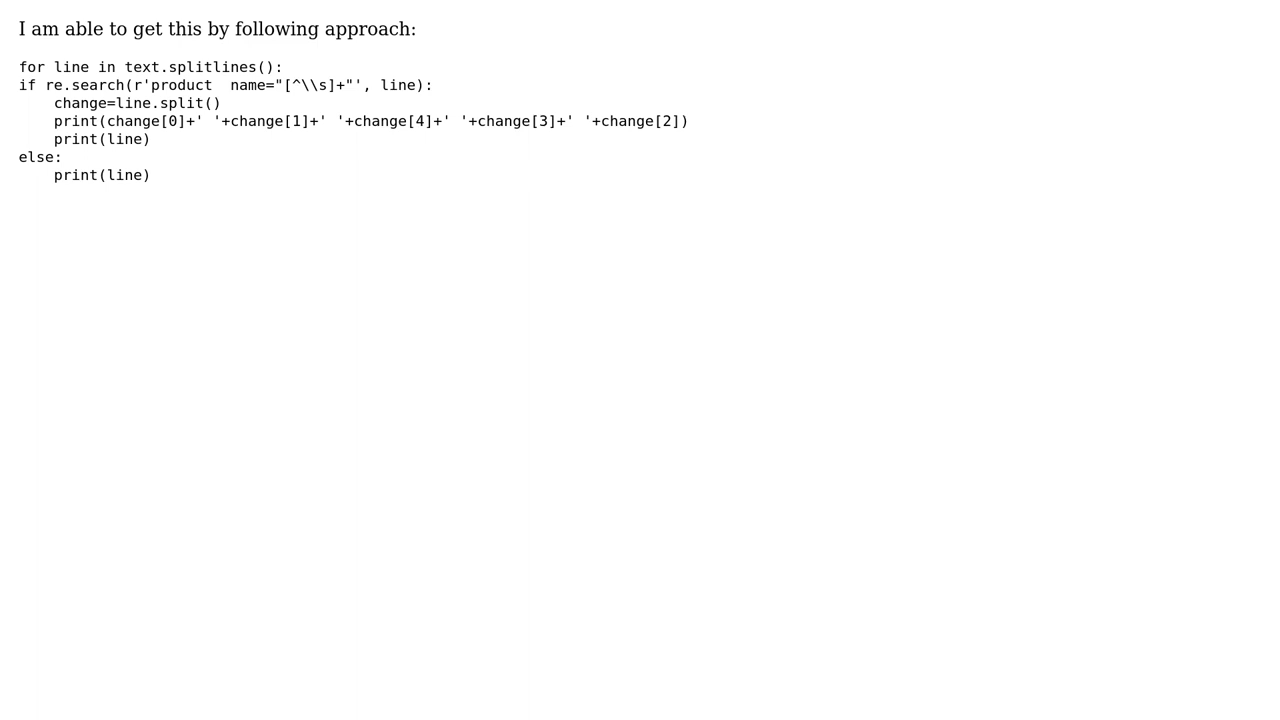 I am able to get this by following approach:
for line in text.splitlines():
if re.search(r'product  name="[^\\s]+"', line):
    change=line.split()
    print(change[0]+' '+change[1]+' '+change[4]+' '+change[3]+' '+change[2])
    print(line)
else:
    print(line)